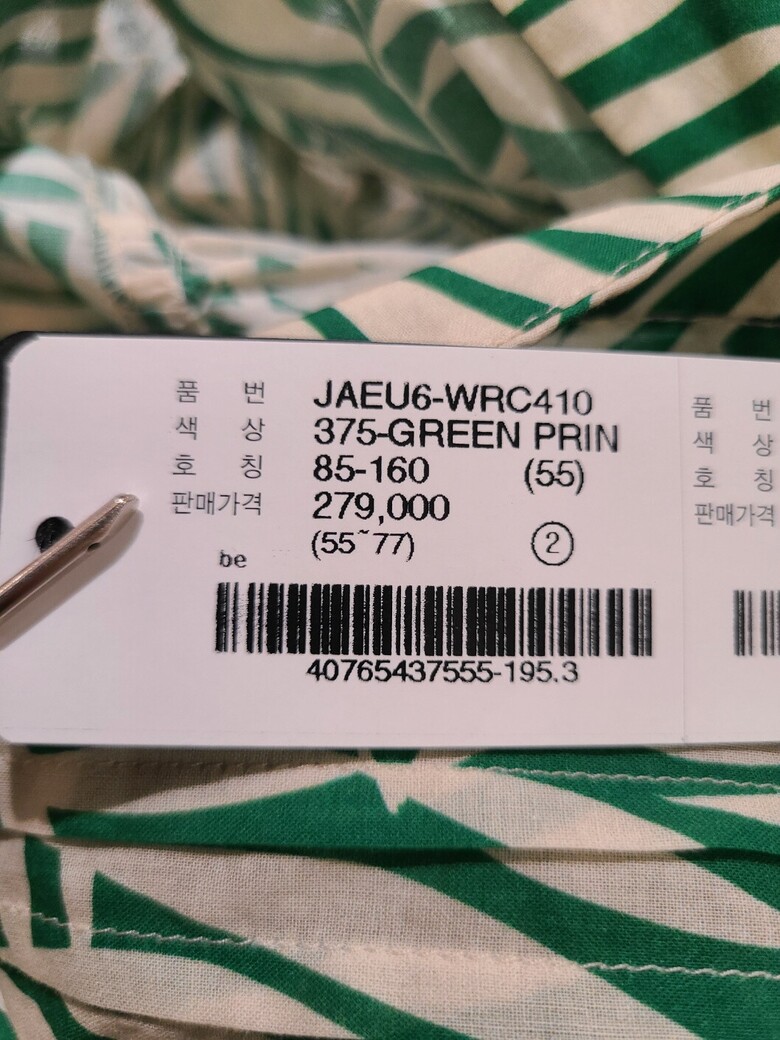 품 번 JAEU6-WRC410
색 상 375-GREEN PRIN
호 칭 85-160 (55)
판매가격 279,000
(55~77) ②
be
40765437555-195.3
품 번
색 상
호 칭
판매가격